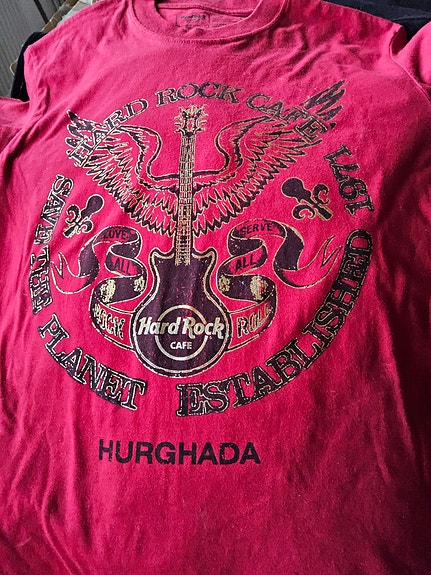 HARD ROCK CAFE
1971
ESTABLISHED
SAVE THE PLANET
LOVE
ALL
SERVE
ALL
ROCK
ROLL
Hard Rock
CAFE
HURGHADA